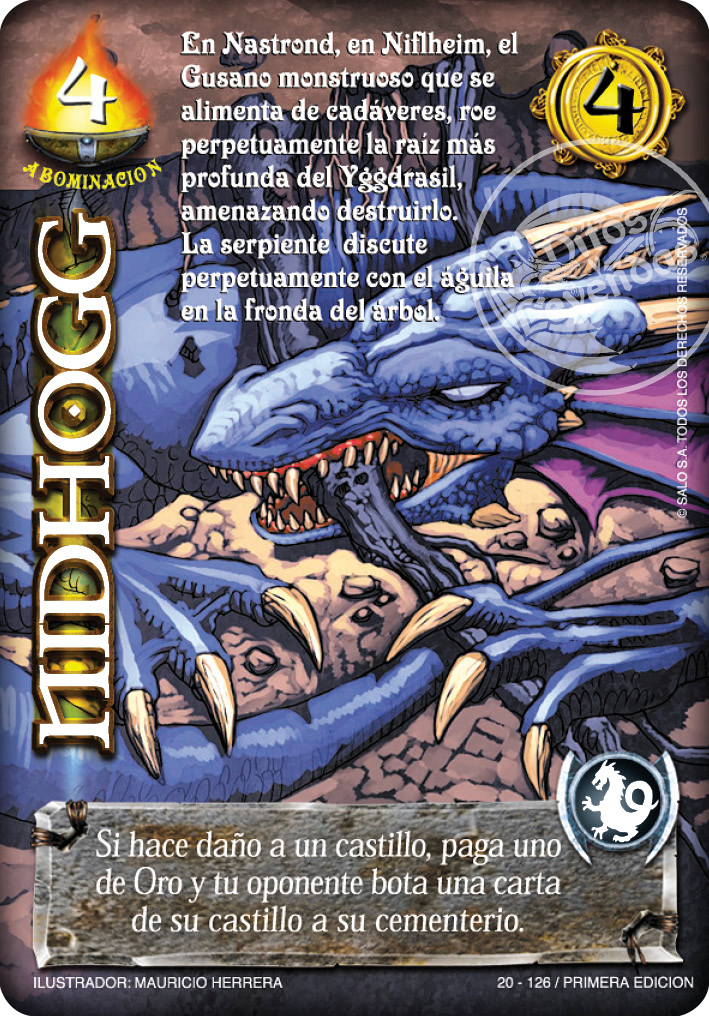 4
ABOMINACION
4
En Nastrond, en Niflheim, el
Gusano monstruoso que se
alimenta de cadáveres, roe
perpetuamente la raíz más
profunda del Yggdrasil,
amenazando destruirlo.
La serpiente discute
perpetuamente con el águila
en la fronda del árbol.
Mitos
Leyendas
© SALO S.A. TODOS LOS DERECHOS RESERVADOS
NIDHOGG
Si hace daño a un castillo, paga uno
de Oro y tu oponente bota una carta
de su castillo a su cementerio.
ILUSTRADOR: MAURICIO HERRERA
20 - 126 / PRIMERA EDICION